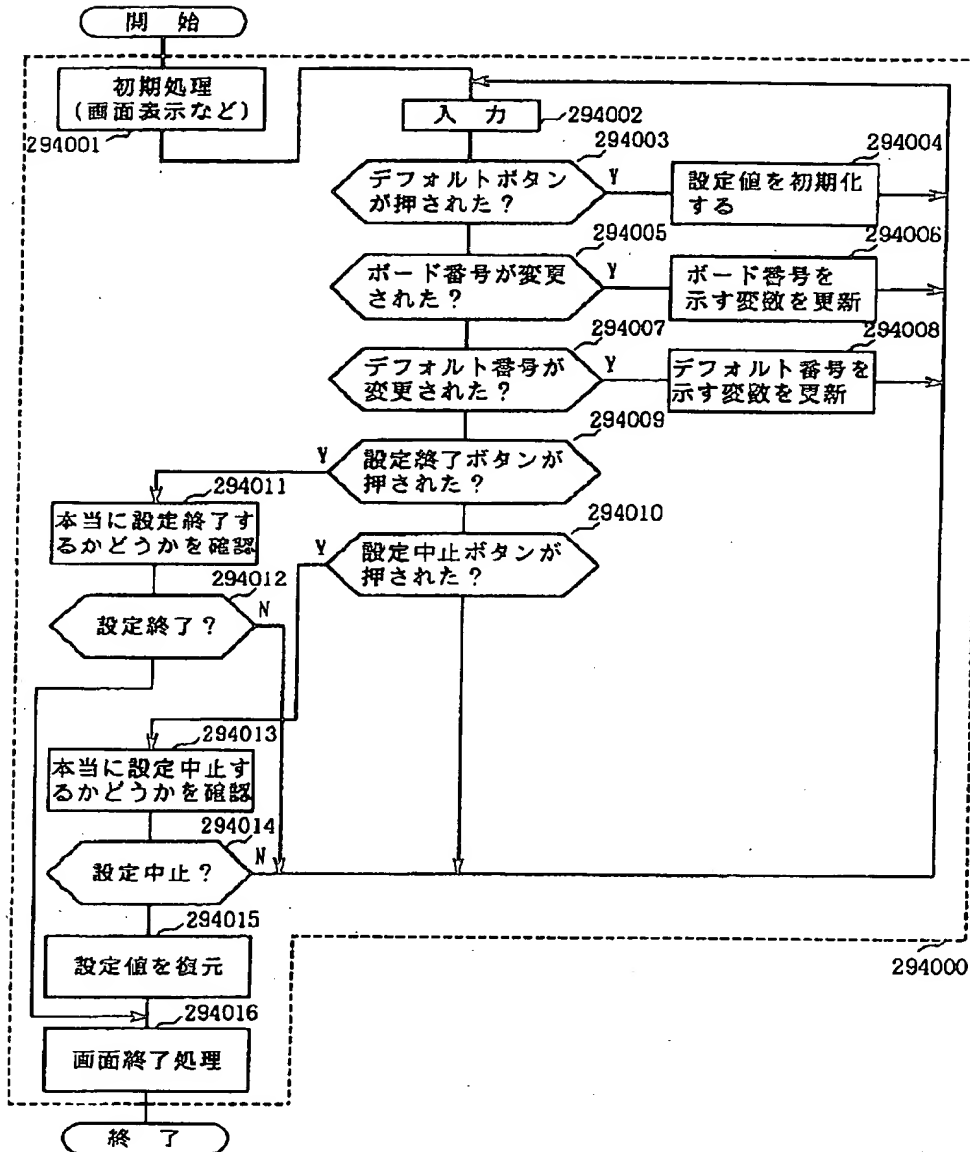 開 始
初期処理
(画面表示など)
294001
入 力
294002
294003
デフォルトボタン
が押された?
Y
294004
設定値を初期化
する
294005
ボード番号が変更
された?
Y
294006
ボード番号を
示す変数を更新
294007
デフォルト番号が
変更された?
Y
294008
デフォルト番号を
示す変数を更新
294009
Y
設定終了ボタンが
押された?
294011
本当に設定終了す
るかどうかを確認
294010
Y
設定中止ボタンが
押された?
294012
設定終了?
N
294013
本当に設定中止す
るかどうかを確認
294014
設定中止?
N
294015
設定値を復元
294000
294016
画面終了処理
終 了